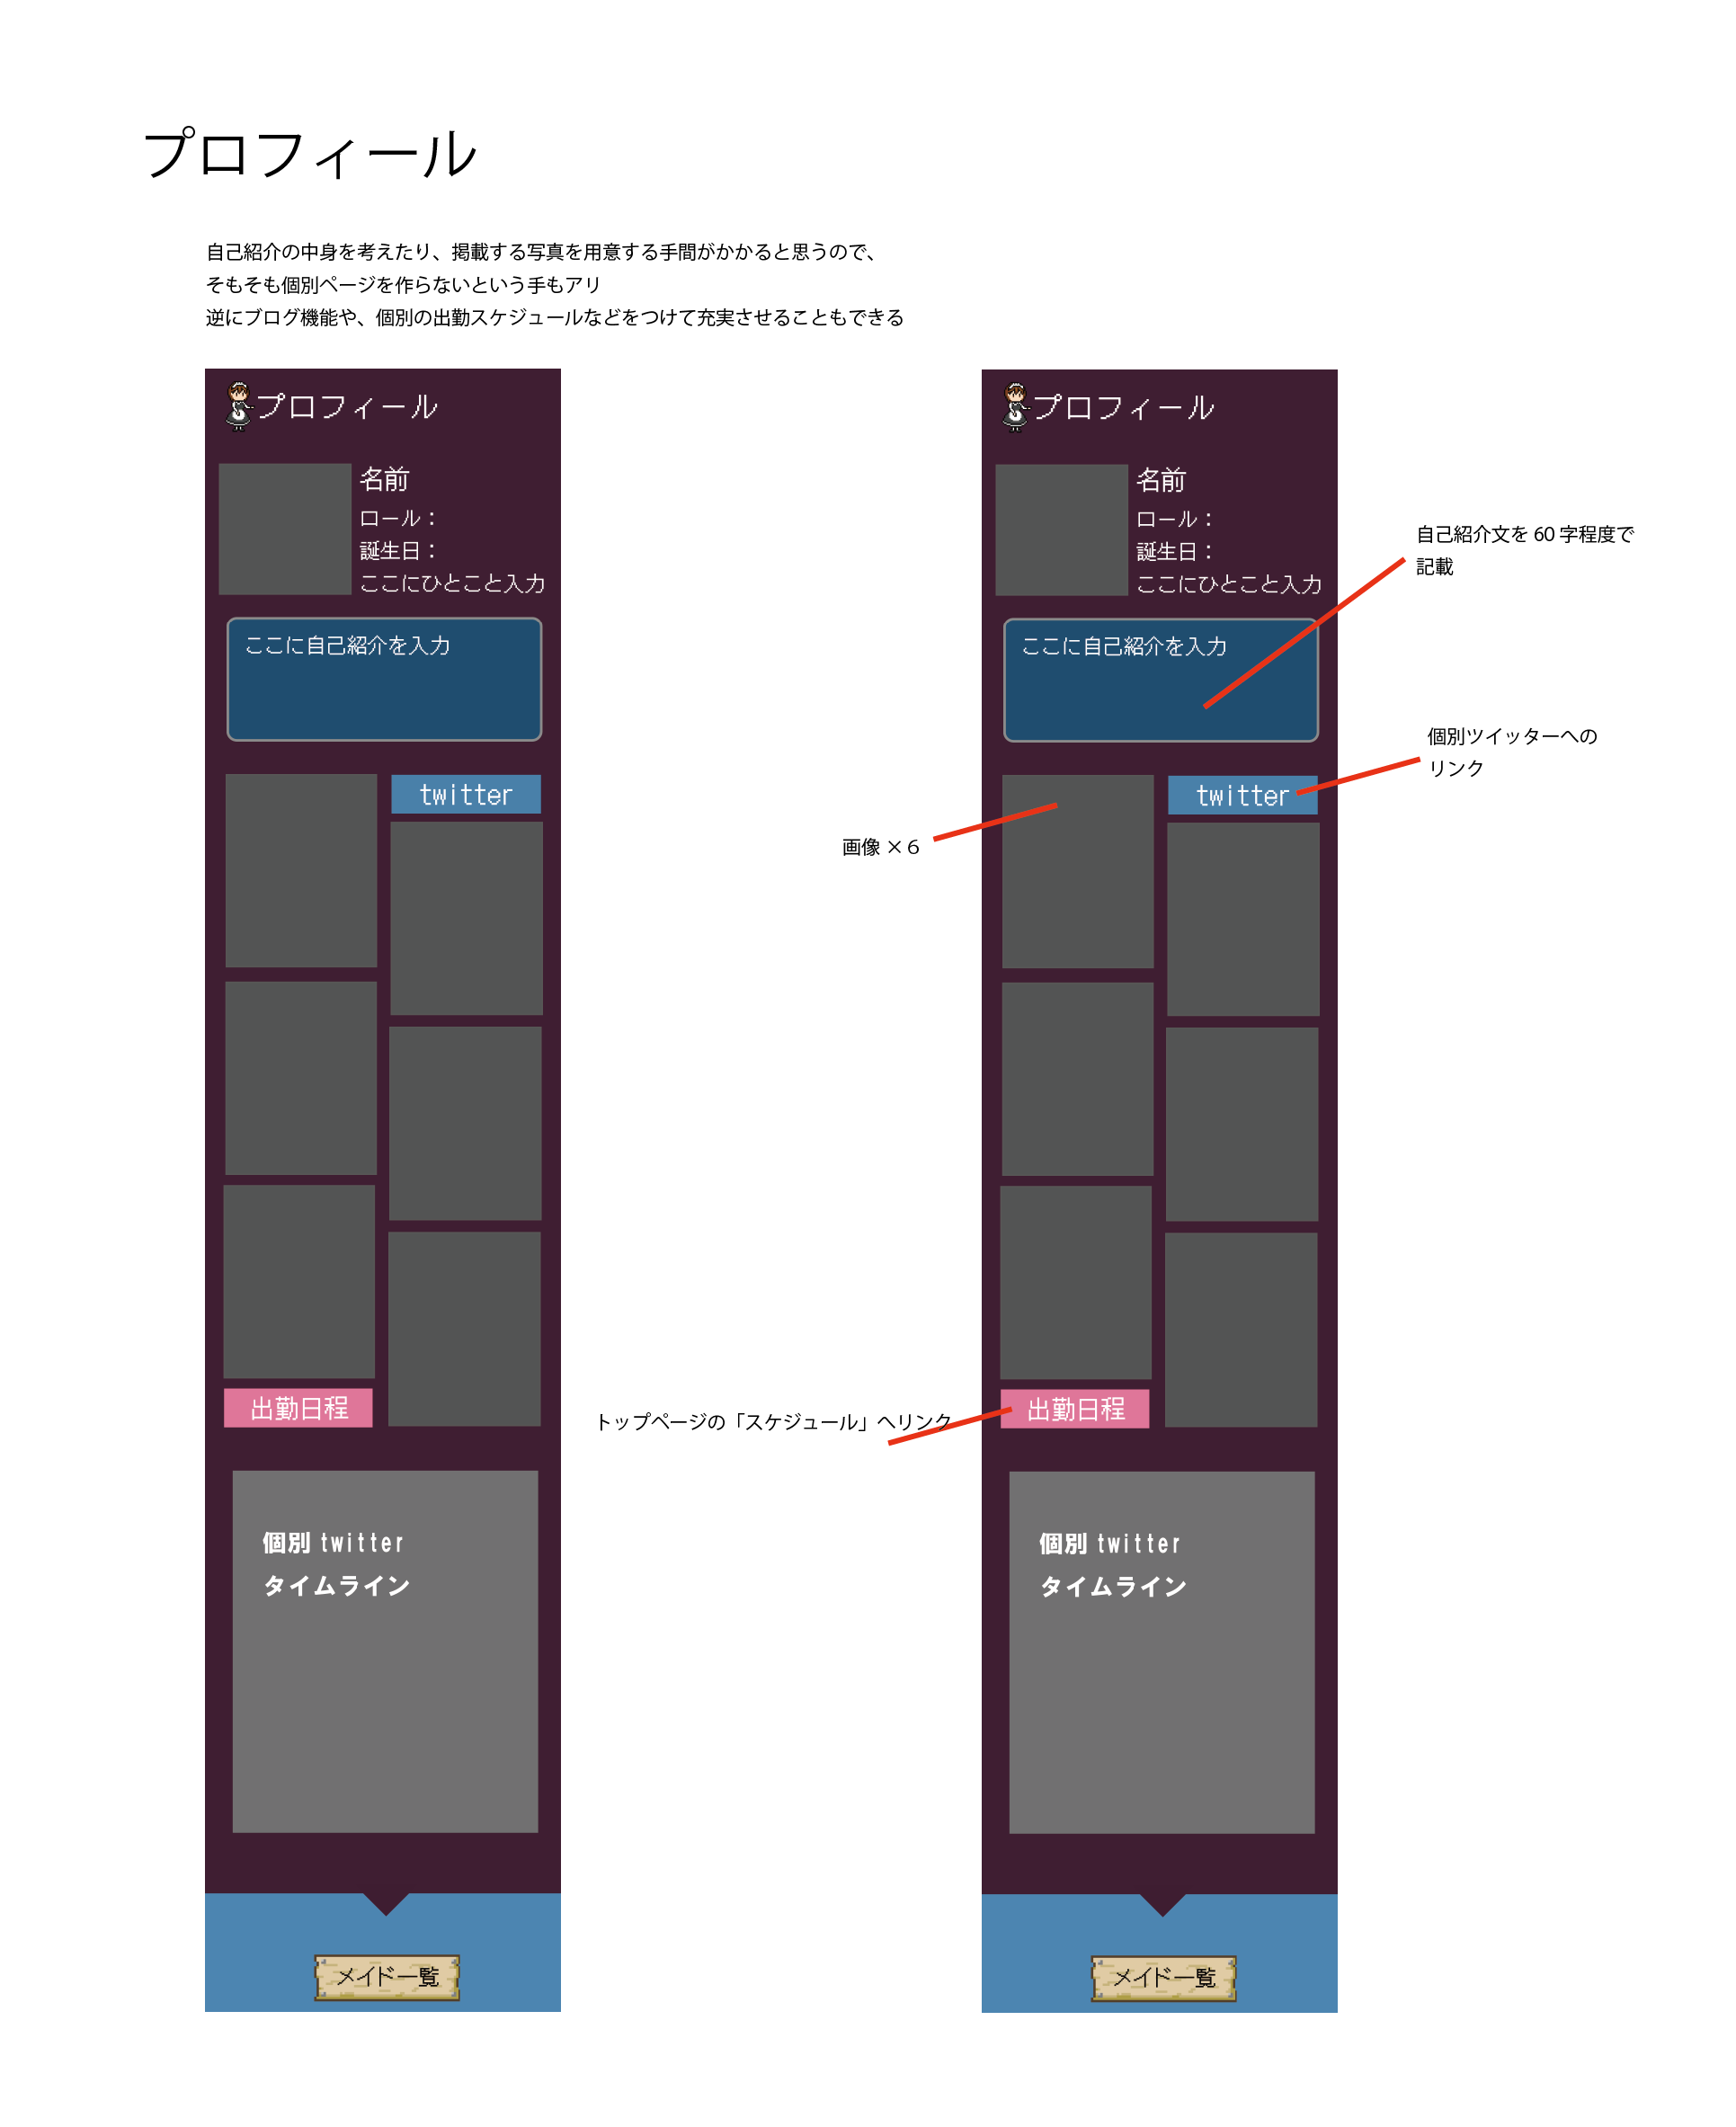 プロフィール
自己紹介の中身を考えたり、掲載する写真を用意する手間がかかると思うので、
そもそも個別ページを作らないという手もアリ
逆にブログ機能や、個別の出勤スケジュールなどをつけて充実させることもできる
プロフィール
名前
ロール：
誕生日：
ここにひとこと入力
ここに自己紹介を入力
twitter
出勤日程
個別 twitter
タイムライン
メイド一覧
プロフィール
名前
ロール：
誕生日：
ここにひとこと入力
自己紹介文を 60 字程度で
記載
ここに自己紹介を入力
個別ツイッターへの
リンク
twitter
画像 × 6
トップページの「スケジュール」へリンク
出勤日程
個別 twitter
タイムライン
メイド一覧